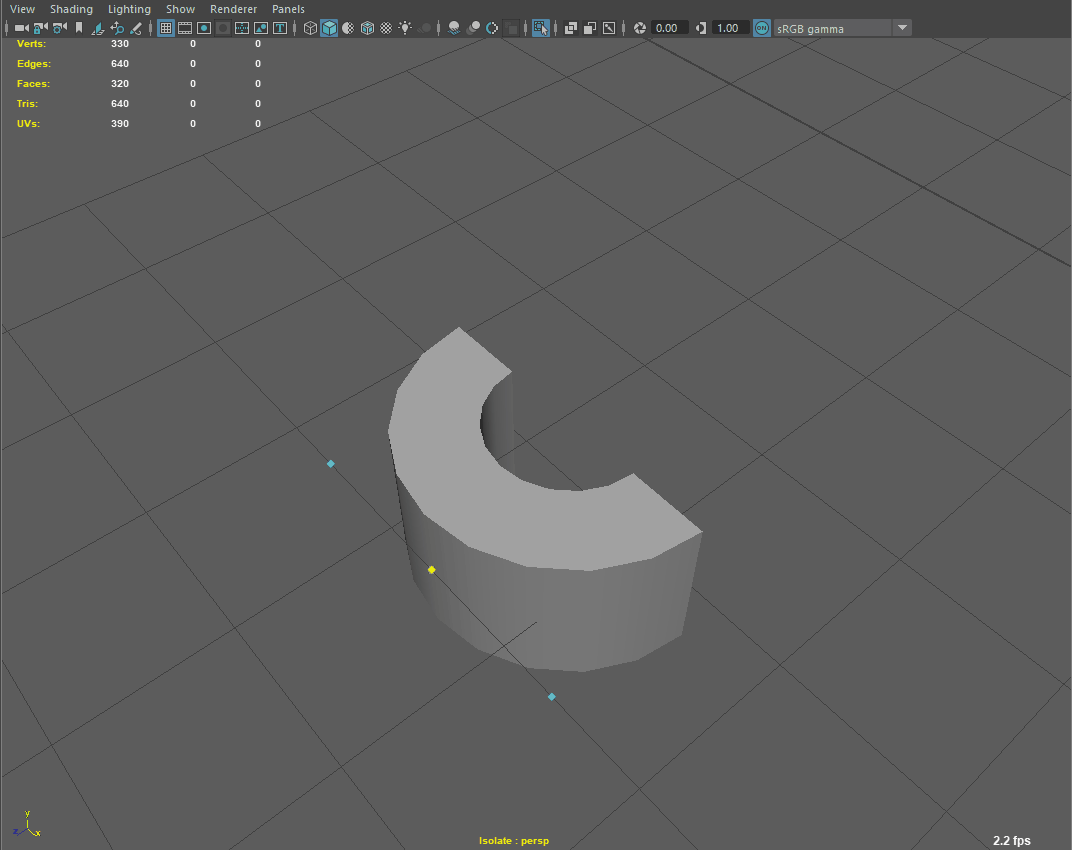 View Shading Lighting Show Renderer Panels
0.00 1.00 ON sRGB gamma
Verts: 330 0 0
Edges: 640 0 0
Faces: 320 0 0
Tris: 640 0 0
UVs: 390 0 0
y
z x
Isolate : persp
2.2 fps